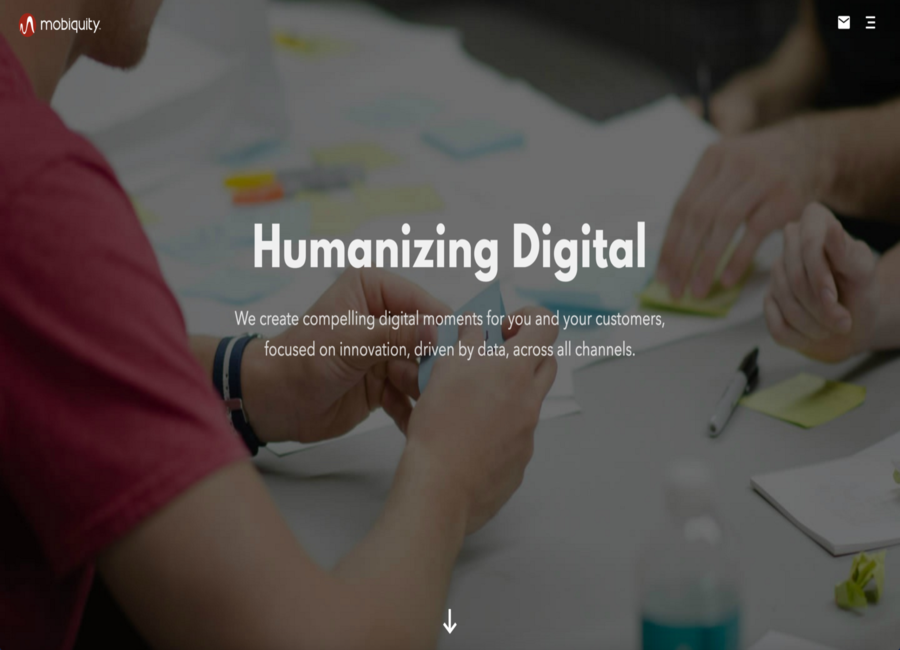 mobiquity
Humanizing Digital
We create compelling digital moments for you and your customers,
focused on innovation, driven by data, across all channels.